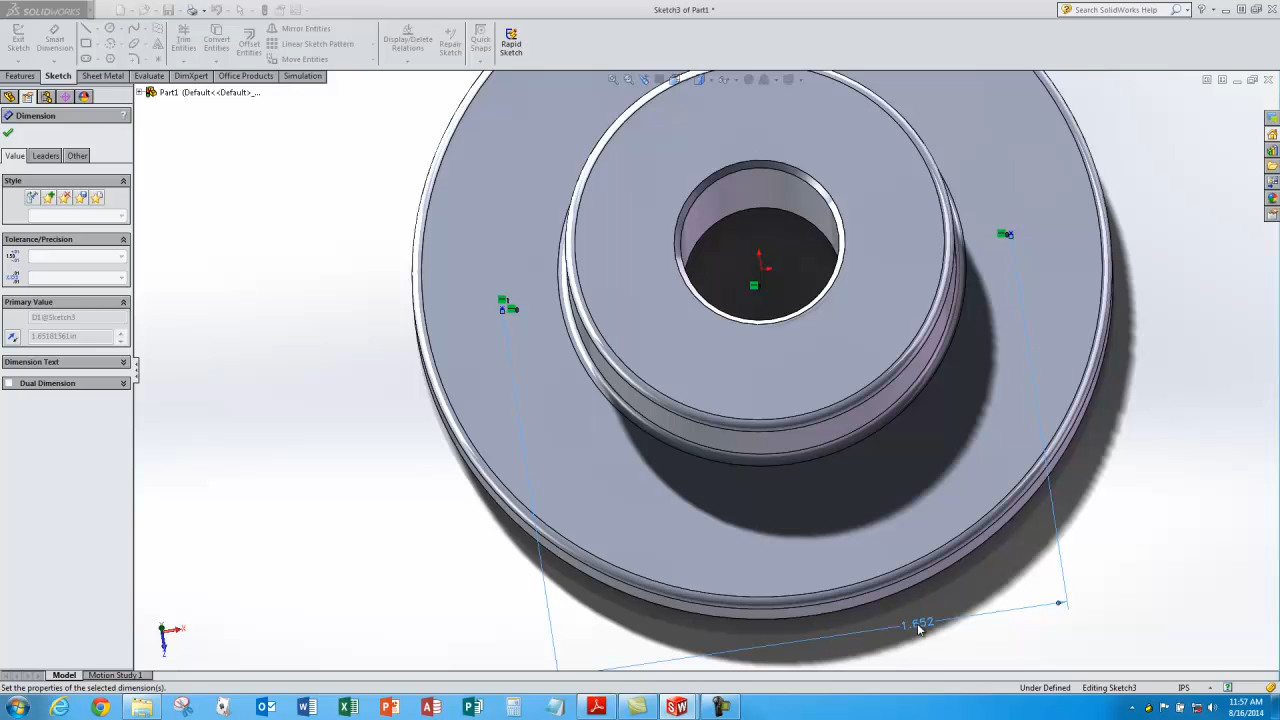 SOLIDWORKS
Sketch3 of Part1 *
Search SolidWorks Help
Exit Sketch
Smart Dimension
Trim Entities
Convert Entities
Offset Entities
Mirror Entities
Linear Sketch Pattern
Move Entities
Display/Delete Relations
Repair Sketch
Quick Snaps
Rapid Sketch
Features Sketch Sheet Metal Evaluate DimXpert Office Products Simulation
Part1 (Default<<Default>_...
Dimension
Value Leaders Other
Style
Tolerance/Precision
Primary Value
D1@Sketch3
1.65161561in
Dimension Text
Dual Dimension
1.652
Model Motion Study 1
Set the properties of the selected dimension(s).
Under Defined Editing Sketch3 IPS
11:57 AM
8/16/2014